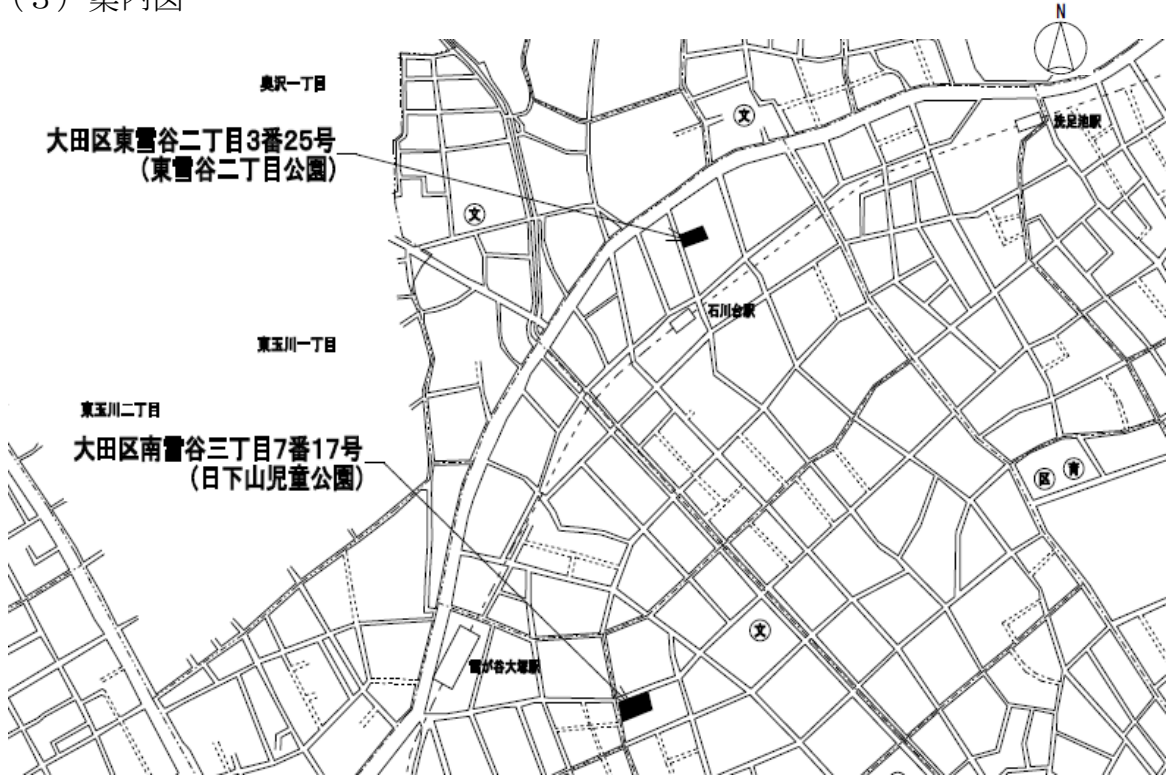 (3) 案内図
N
奥沢一丁目
大田区東雪谷二丁目3番25号
(東雪谷二丁目公園)
文
洗足池駅
文
石川台駅
東玉川一丁目
東玉川二丁目
大田区南雪谷三丁目7番17号
(日下山児童公園)
区
青
文
雪が谷大塚駅